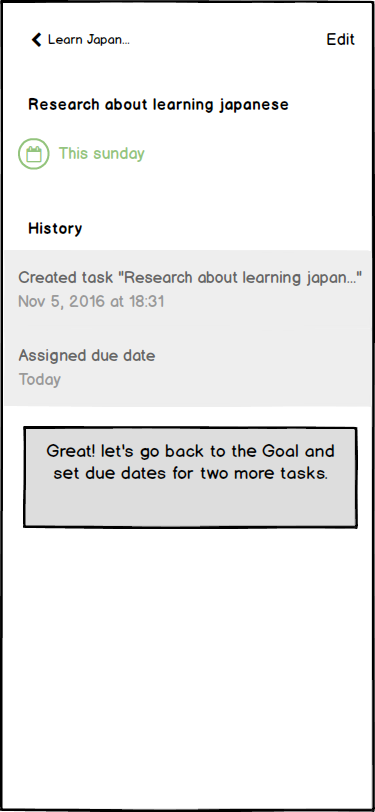 Learn Japan...
Edit
Research about learning japanese
This sunday
History
Created task "Research about learning japan..."
Nov 5, 2016 at 18:31
Assigned due date
Today
Great! let's go back to the Goal and
set due dates for two more tasks.